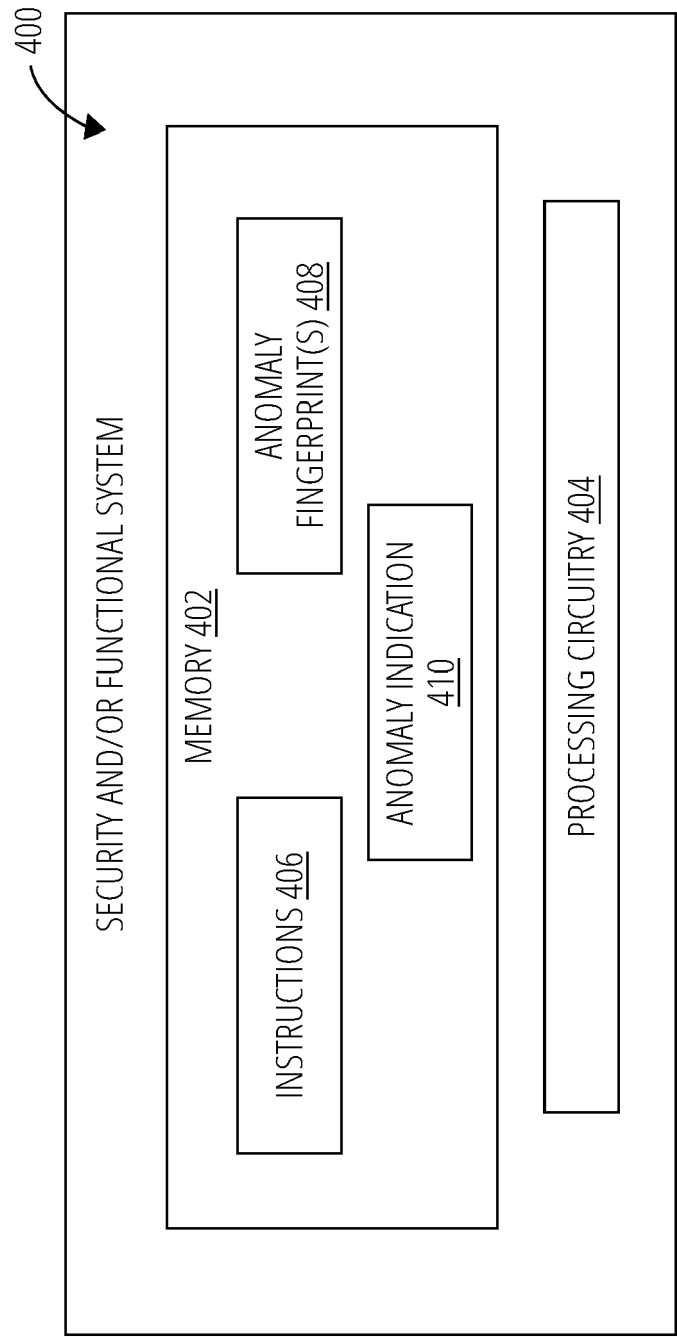 400
SECURITY AND/OR FUNCTIONAL SYSTEM
MEMORY 402
INSTRUCTIONS 406
ANOMALY
FINGERPRINT(S) 408
ANOMALY INDICATION
410
PROCESSING CIRCUITRY 404